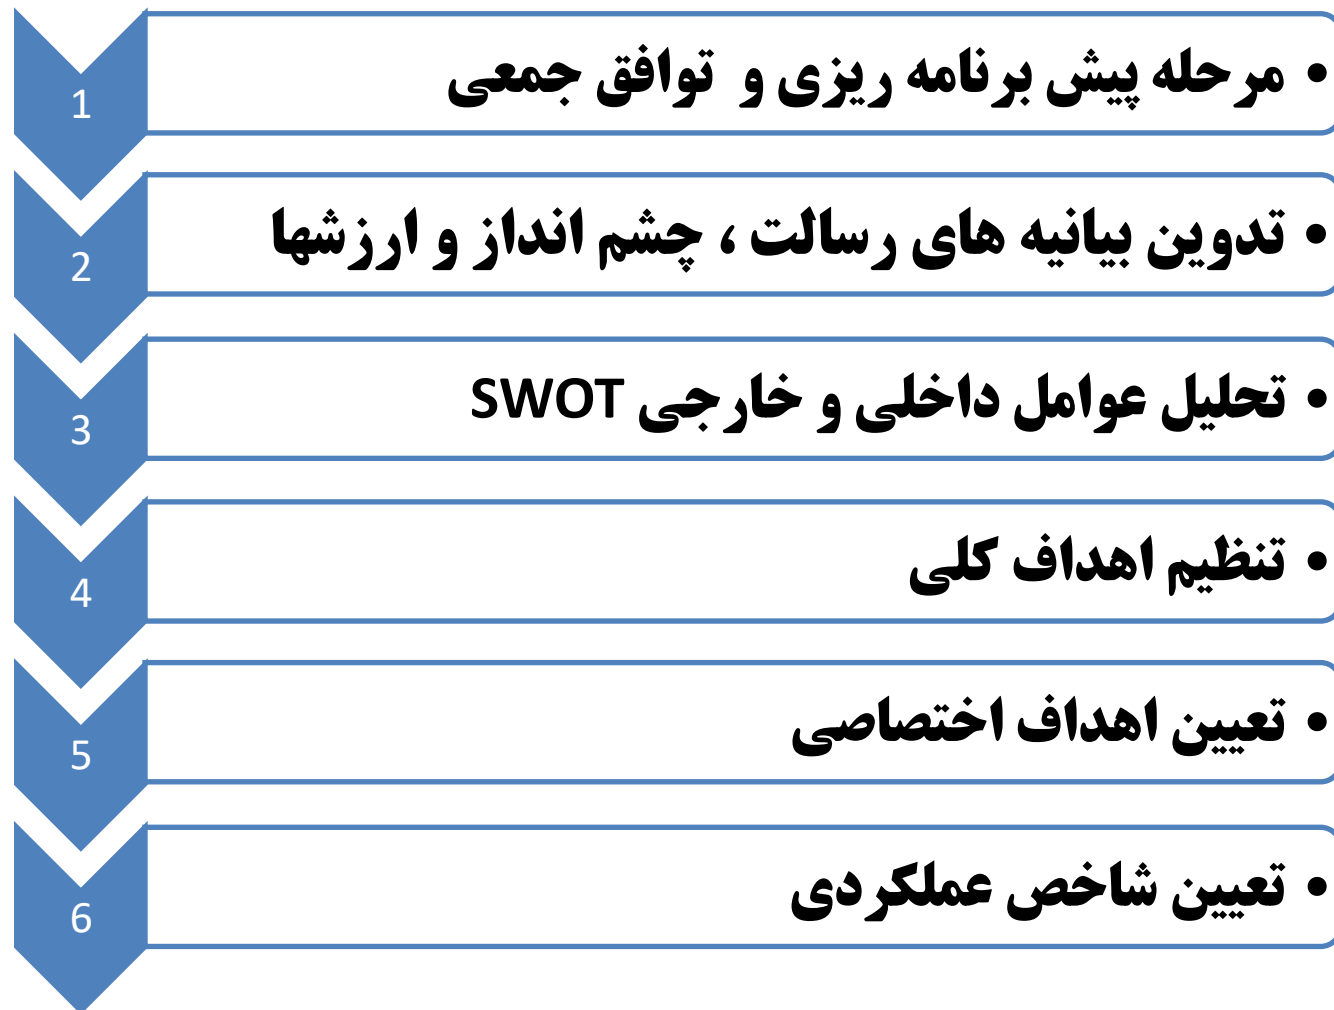 1
• مرحله پیش برنامه ریزی و توافق جمعی
2
• تدوین بیانیه های رسالت ، چشم انداز و ارزشها
3
• تحلیل عوامل داخلی و خارجی SWOT
4
• تنظیم اهداف کلی
5
• تعیین اهداف اختصاصی
6
• تعیین شاخص عملکردی